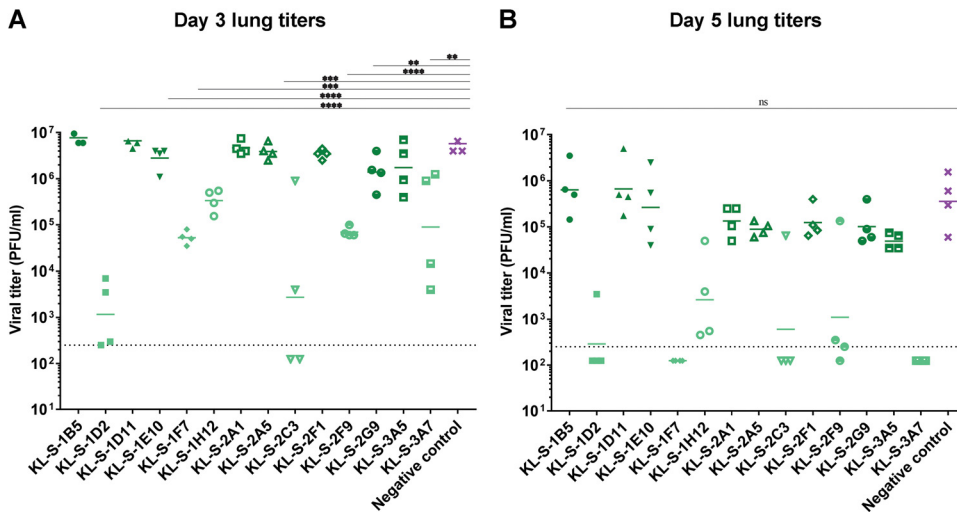 A
Day 3 lung titers
**
**
****
***
***
****
****
Viral titer (PFU/ml)
10^7
10^6
10^5
10^4
10^3
10^2
10^1
KL-S-1B5
KL-S-1D2
KL-S-1D11
KL-S-1E10
KL-S-1F7
KL-S-1H12
KL-S-2A1
KL-S-2A5
KL-S-2C3
KL-S-2F1
KL-S-2F9
KL-S-2G9
KL-S-3A5
KL-S-3A7
Negative control
B
Day 5 lung titers
ns
Viral titer (PFU/ml)
10^7
10^6
10^5
10^4
10^3
10^2
10^1
KL-S-1B5
KL-S-1D2
KL-S-1D11
KL-S-1E10
KL-S-1F7
KL-S-1H12
KL-S-2A1
KL-S-2A5
KL-S-2C3
KL-S-2F1
KL-S-2F9
KL-S-2G9
KL-S-3A5
KL-S-3A7
Negative control